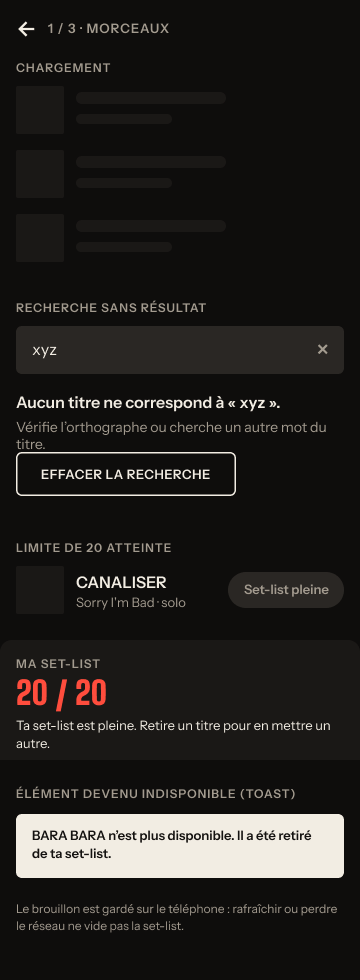 1 / 3 · MORCEAUX
CHARGEMENT
RECHERCHE SANS RÉSULTAT
xyz
Aucun titre ne correspond à « xyz ».
Vérifie l'orthographe ou cherche un autre mot du
titre.
EFFACER LA RECHERCHE
LIMITE DE 20 ATTEINTE
CANALISER
Sorry I'm Bad · solo
Set-list pleine
MA SET-LIST
20 / 20
Ta set-list est pleine. Retire un titre pour en mettre un
autre.
ÉLÉMENT DEVENU INDISPONIBLE (TOAST)
BARA BARA n'est plus disponible. Il a été retiré
de ta set-list.
Le brouillon est gardé sur le téléphone : rafraîchir ou perdre
le réseau ne vide pas la set-list.